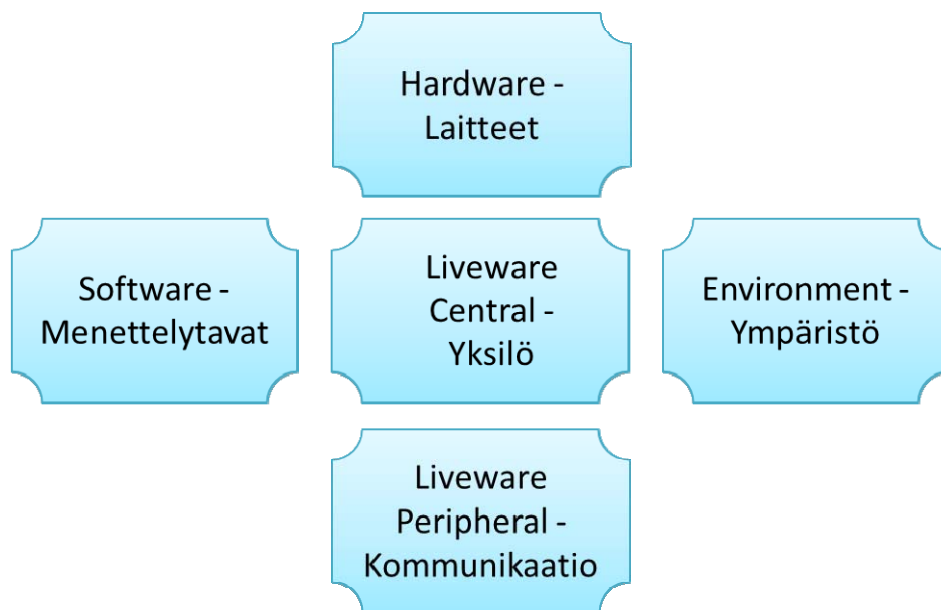 Hardware -
Laitteet
Software -
Menettelytavat
Liveware
Central -
Yksilö
Environment -
Ympäristö
Liveware
Peripheral -
Kommunikaatio